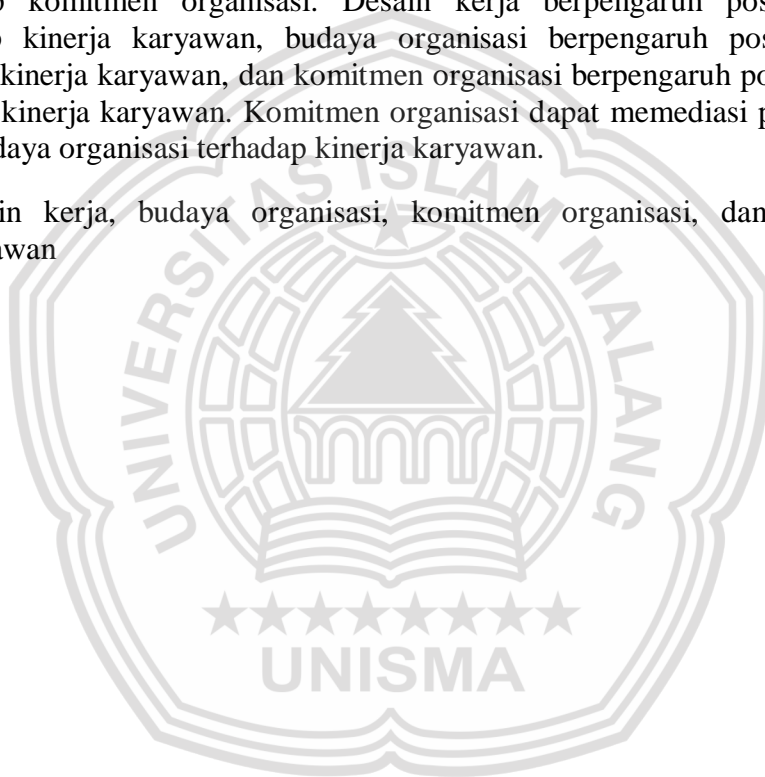 komitmen organisasi. Desain kerja berpengaruh pos
kinerja karyawan, budaya organisasi berpengaruh pos
kinerja karyawan, dan komitmen organisasi berpengaruh po
kinerja karyawan. Komitmen organisasi dapat memediasi p
daya organisasi terhadap kinerja karyawan.
in kerja, budaya organisasi, komitmen organisasi, dan
awan
UNIVERSITAS ISLAM MALANG
UNISMA